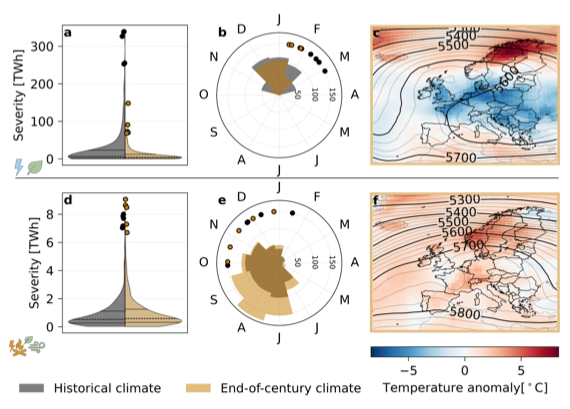 a
Severity [TWh]
300
200
100
0
b
J
F
M
A
M
J
J
A
S
O
N
D
50
100
150
c
5400
5500
5600
5700
d
Severity [TWh]
8
6
4
2
0
e
J
F
M
A
M
J
J
A
S
O
N
D
50
100
150
f
5300
5400
5500
5600
5700
5800
−5
0
5
Historical climate
End-of-century climate
Temperature anomaly[°C]